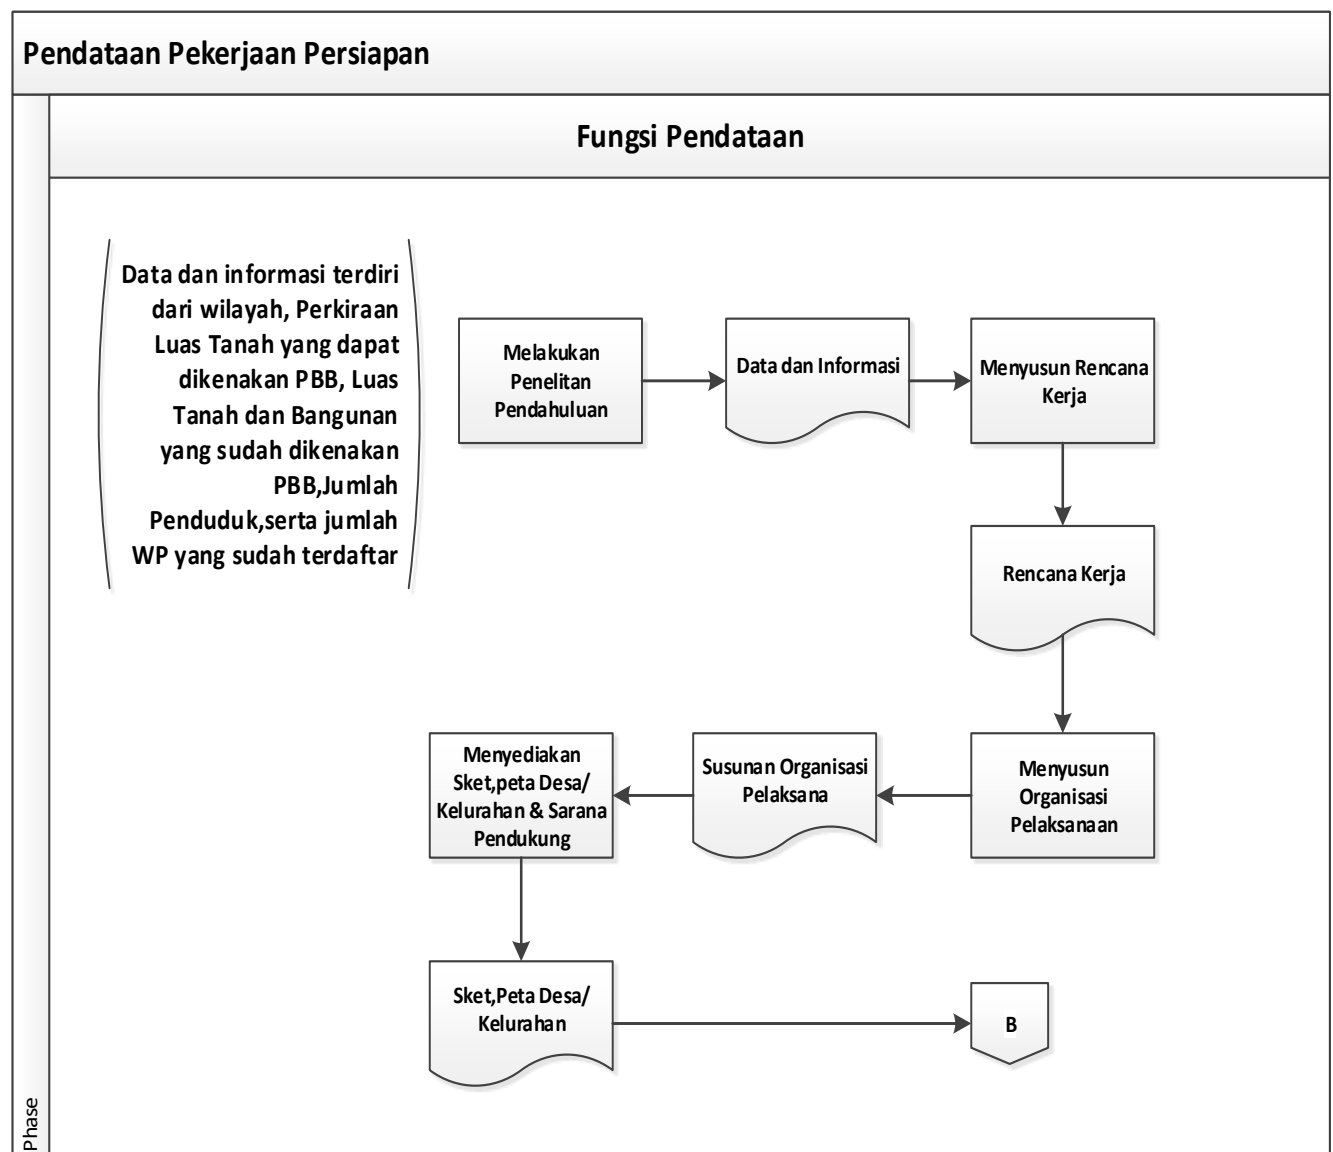 Pendataan Pekerjaan Persiapan
Fungsi Pendataan
Data dan informasi terdiri
dari wilayah, Perkiraan
Luas Tanah yang dapat
dikenakan PBB, Luas
Tanah dan Bangunan
yang sudah dikenakan
PBB,Jumlah
Penduduk,serta jumlah
WP yang sudah terdaftar
Melakukan
Penelitan
Pendahuluan
Data dan Informasi
Menyusun Rencana
Kerja
Rencana Kerja
Menyusun
Organisasi
Pelaksanaan
Susunan Organisasi
Pelaksana
Menyediakan
Sket,peta Desa/
Kelurahan & Sarana
Pendukung
Sket,Peta Desa/
Kelurahan
B
Phase